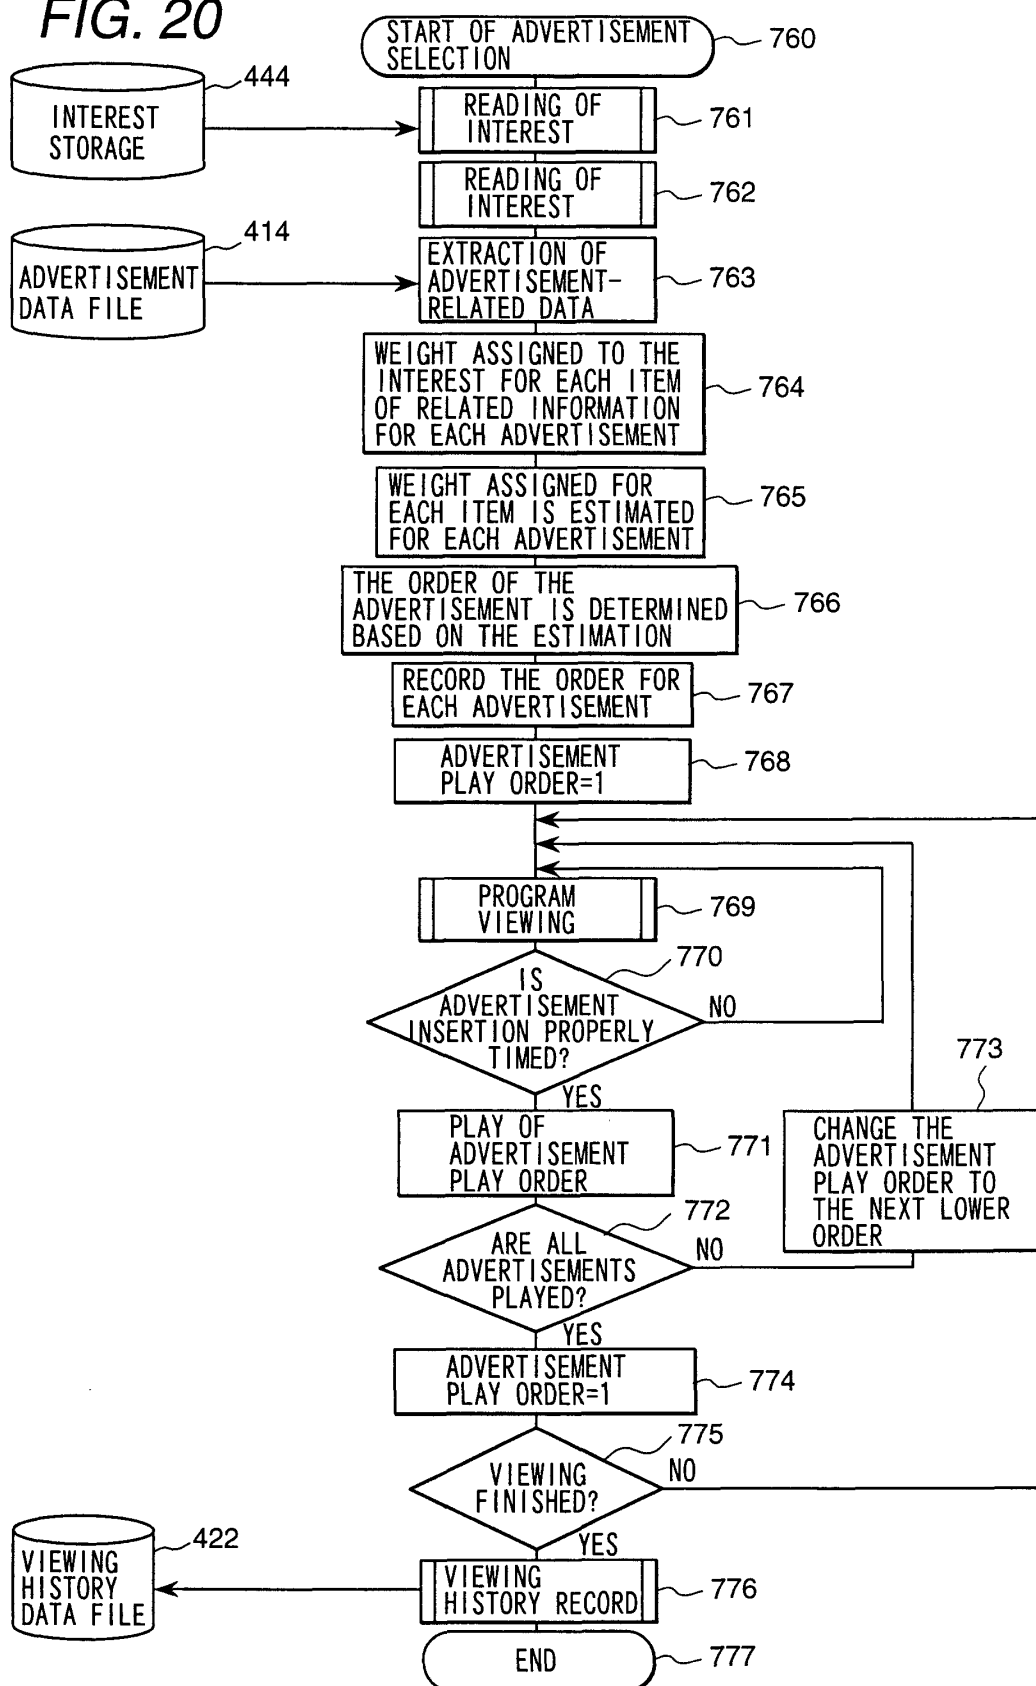 FIG. 20
START OF ADVERTISEMENT
SELECTION
760
444
INTEREST
STORAGE
READING OF
INTEREST
761
READING OF
INTEREST
762
414
ADVERTISEMENT
DATA FILE
EXTRACTION OF
ADVERTISEMENT-
RELATED DATA
763
WEIGHT ASSIGNED TO THE
INTEREST FOR EACH ITEM
OF RELATED INFORMATION
FOR EACH ADVERTISEMENT
764
WEIGHT ASSIGNED FOR
EACH ITEM IS ESTIMATED
FOR EACH ADVERTISEMENT
765
THE ORDER OF THE
ADVERTISEMENT IS DETERMINED
BASED ON THE ESTIMATION
766
RECORD THE ORDER FOR
EACH ADVERTISEMENT
767
ADVERTISEMENT
PLAY ORDER=1
768
PROGRAM
VIEWING
769
770
IS
ADVERTISEMENT
INSERTION PROPERLY
TIMED?
NO
YES
PLAY OF
ADVERTISEMENT
PLAY ORDER
771
773
CHANGE THE
ADVERTISEMENT
PLAY ORDER TO
THE NEXT LOWER
ORDER
772
ARE ALL
ADVERTISEMENTS
PLAYED?
NO
YES
ADVERTISEMENT
PLAY ORDER=1
774
775
VIEWING
FINISHED?
NO
YES
422
VIEWING
HISTORY
DATA FILE
VIEWING
HISTORY RECORD
776
END
777